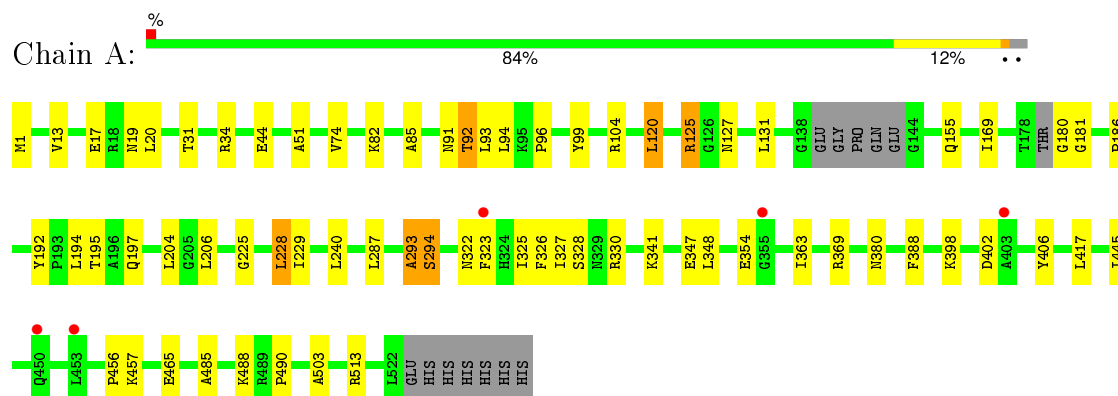 %
Chain A:
84%
12%
• •
M1 V13 E17 R18 N19 L20 T31 R34 E44 A51 V74 K82 A85 N91 T92 L93 L94 K95 P96 Y99 R104 L120 R125 G126 N127 L131 G138 GLU GLY PRO GLN GLU G144 Q155 I169 T178 THR G180 G181
Y192 P193 L194 T195 A196 Q197 L204 G205 L206 G225 L228 I229 L240 L287 A293 S294 N322 F323 H324 I325 F326 I327 S328 N329 R330 K341 E347 L348 E354 G355 I363 R369 N380 F388 K398 D402 A403 Y406 L417
Q450 L453 P456 K457 E465 A485 K488 R489 P490 A503 R513 L522 GLU HIS HIS HIS HIS HIS HIS